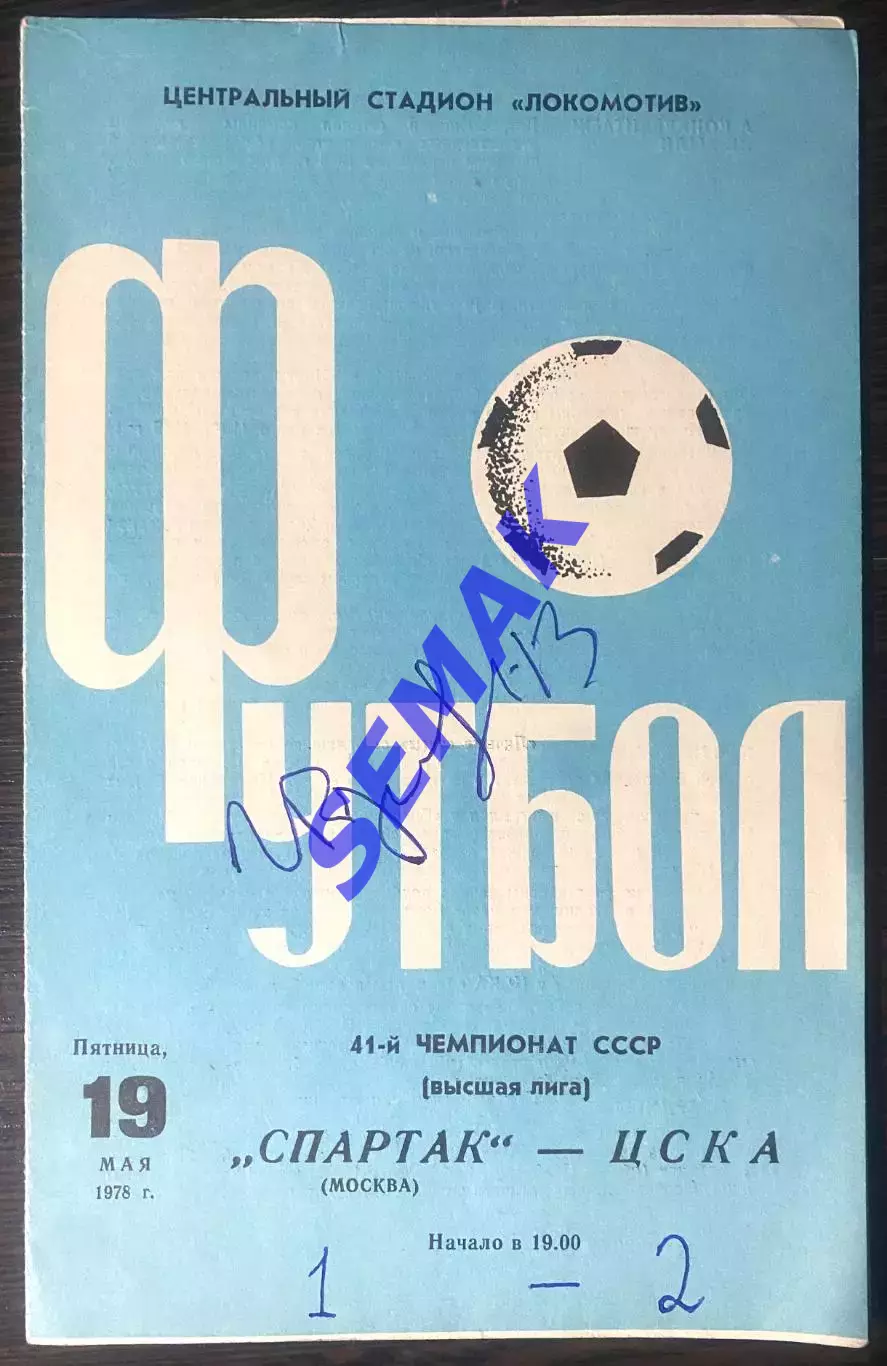 ЦЕНТРАЛЬНЫЙ СТАДИОН «ЛОКОМОТИВ»
ФУТБОЛ
SEMAK
41-й ЧЕМПИОНАТ СССР
(ВЫСШАЯ ЛИГА)
Пятница,
19
МАЯ
1978 г.
„СПАРТАК“ — ЦСКА
(МОСКВА)
Начало в 19.00
1 — 2